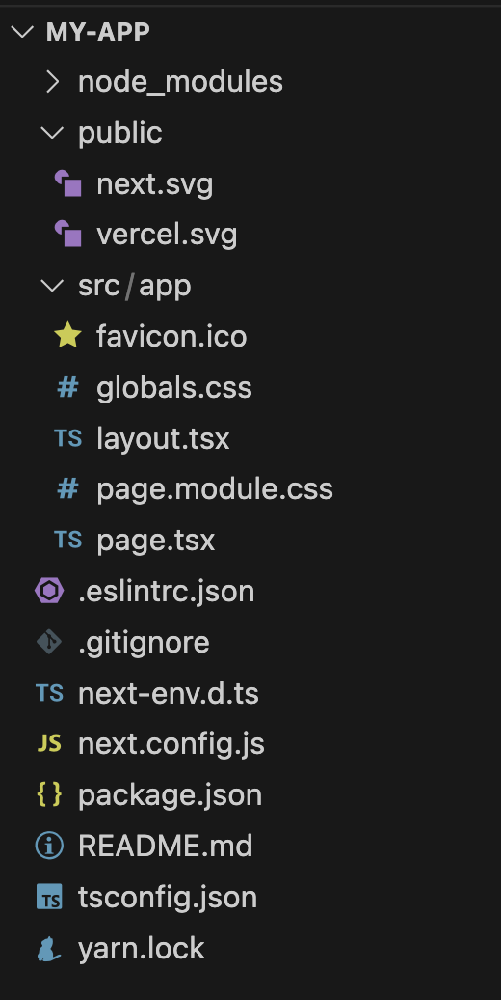 MY-APP
node_modules
public
next.svg
vercel.svg
src/app
favicon.ico
# globals.css
TS layout.tsx
# page.module.css
TS page.tsx
.eslintrc.json
.gitignore
TS next-env.d.ts
JS next.config.js
{} package.json
README.md
TS tsconfig.json
yarn.lock